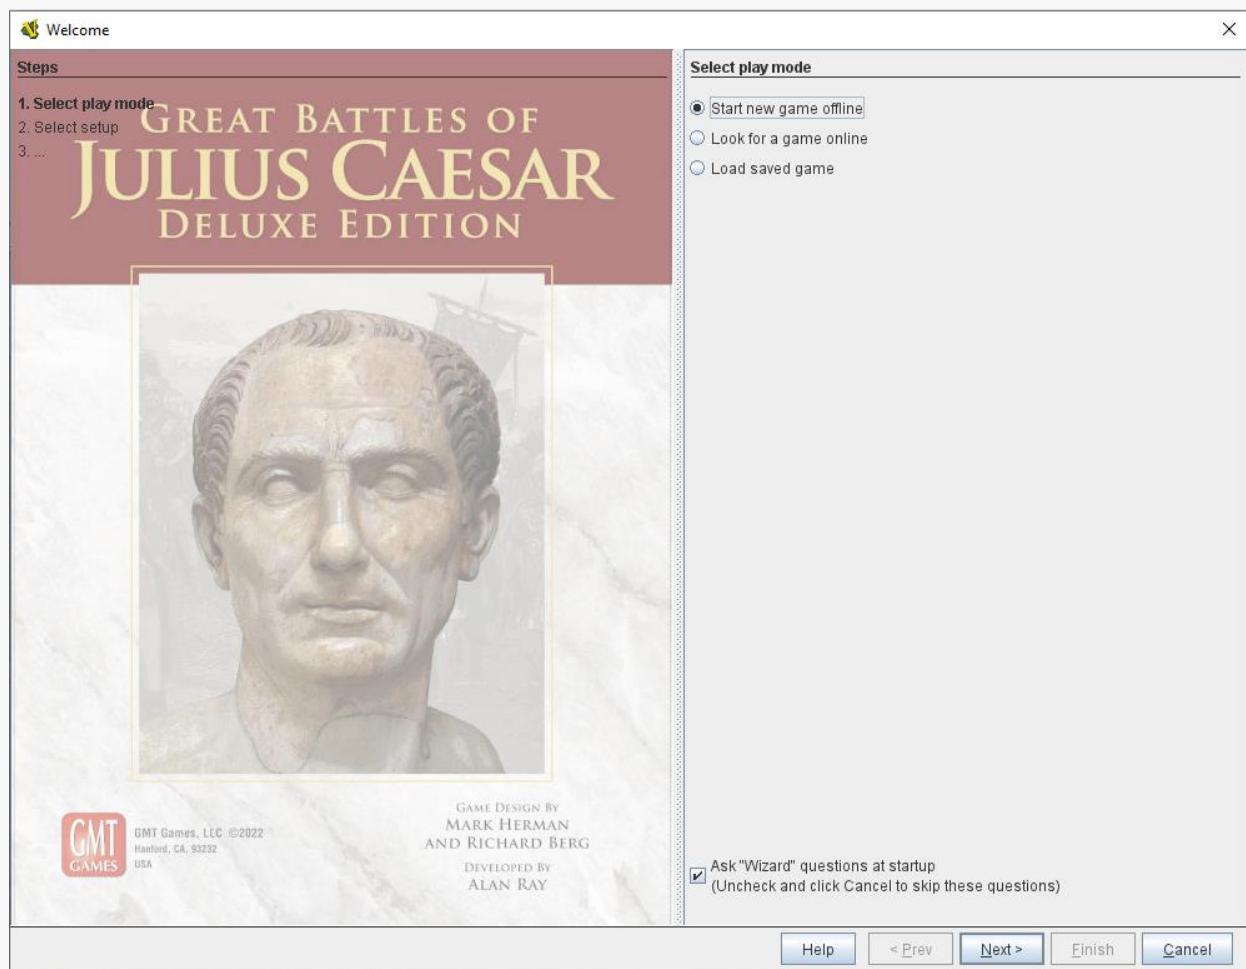 Welcome
Steps
1. Select play mode
2. Select setup
3. ...
GREAT BATTLES OF
JULIUS CAESAR
DELUXE EDITION
GMT
GAMES
GMT Games, LLC ©2022
Hanford, CA, 93232
USA
GAME DESIGN BY
MARK HERMAN
AND RICHARD BERG
DEVELOPED BY
ALAN RAY
Select play mode
Start new game offline
Look for a game online
Load saved game
Ask "Wizard" questions at startup
(Uncheck and click Cancel to skip these questions)
Help
< Prev
Next >
Finish
Cancel